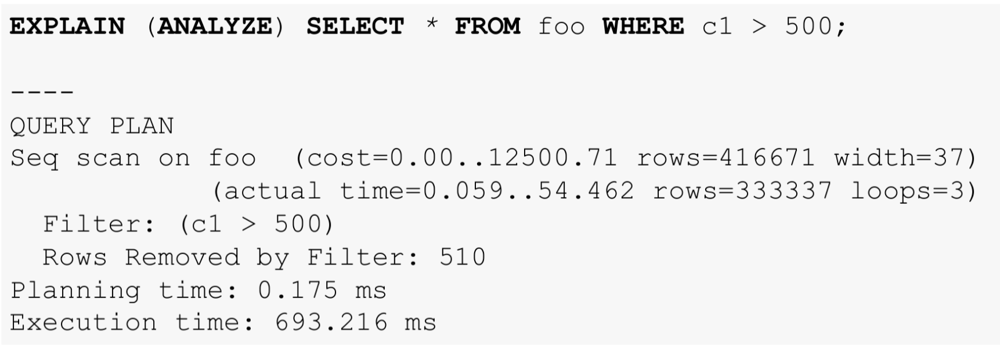 EXPLAIN (ANALYZE) SELECT * FROM foo WHERE c1 > 500;
----
QUERY PLAN
Seq scan on foo (cost=0.00..12500.71 rows=416671 width=37)
(actual time=0.059..54.462 rows=333337 loops=3)
Filter: (c1 > 500)
Rows Removed by Filter: 510
Planning time: 0.175 ms
Execution time: 693.216 ms